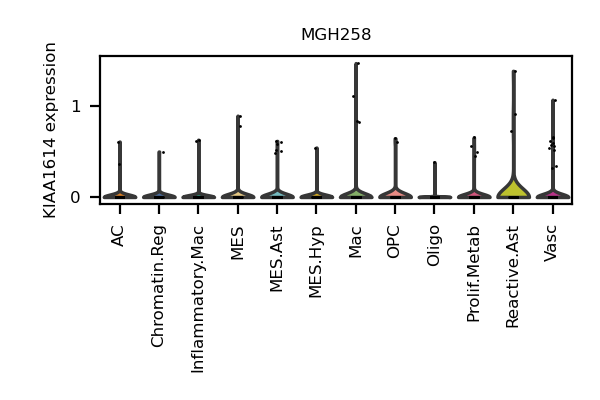 MGH258
KIAA1614 expression
1
0
AC
Chromatin.Reg
Inflammatory.Mac
MES
MES.Ast
MES.Hyp
Mac
OPC
Oligo
Prolif.Metab
Reactive.Ast
Vasc